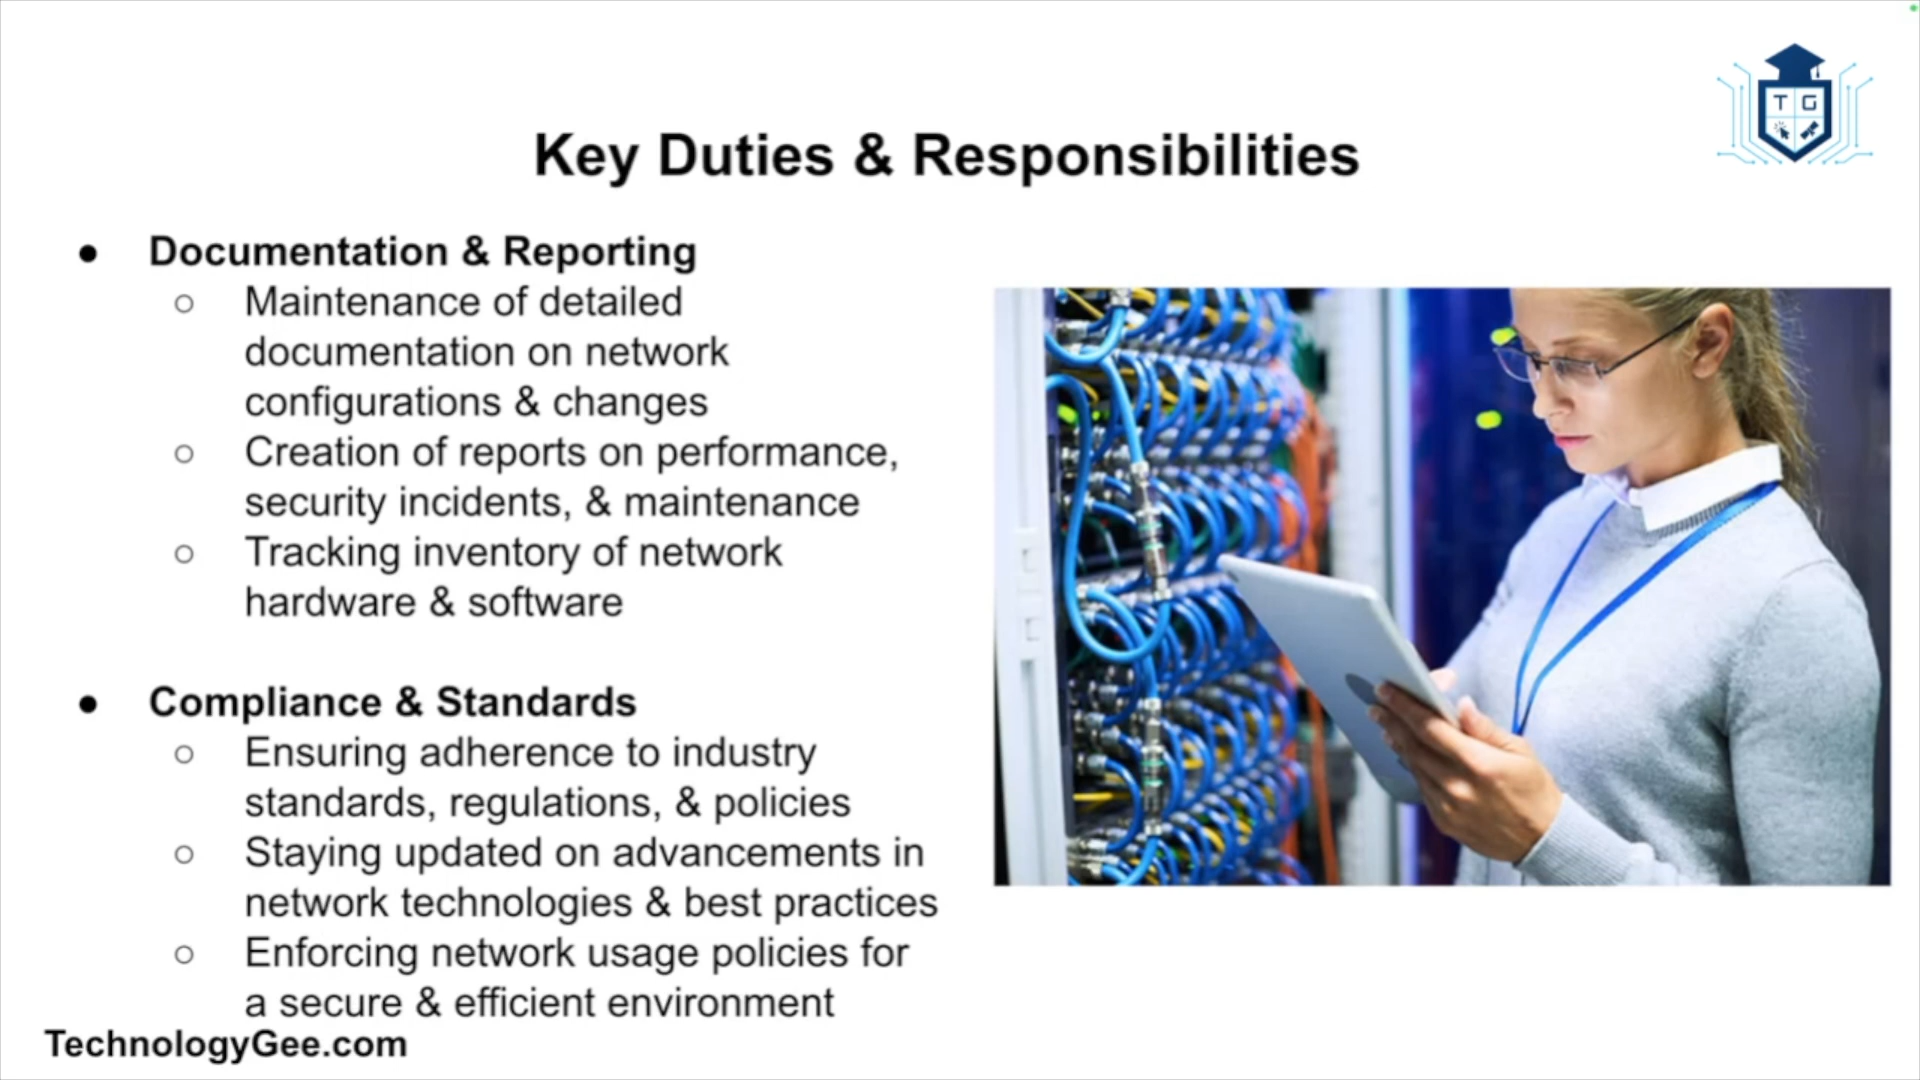 T G
Key Duties & Responsibilities
● Documentation & Reporting
○ Maintenance of detailed
documentation on network
configurations & changes
○ Creation of reports on performance,
security incidents, & maintenance
○ Tracking inventory of network
hardware & software
● Compliance & Standards
○ Ensuring adherence to industry
standards, regulations, & policies
○ Staying updated on advancements in
network technologies & best practices
○ Enforcing network usage policies for
a secure & efficient environment
TechnologyGee.com